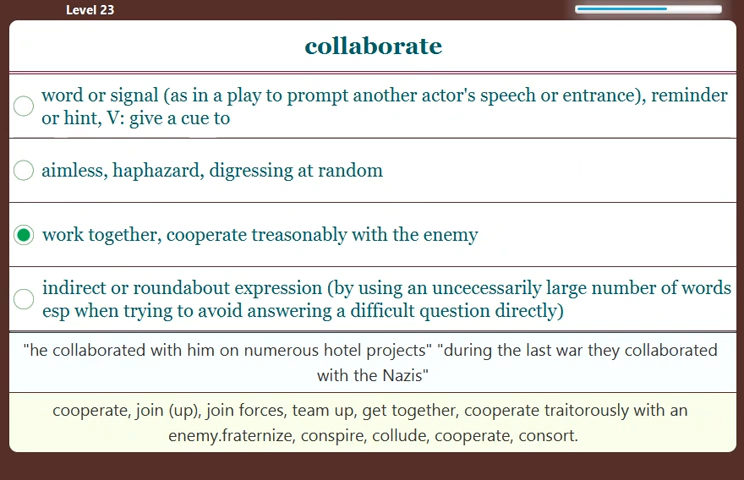 Level 23
collaborate
word or signal (as in a play to prompt another actor's speech or entrance), reminder
or hint, V: give a cue to
aimless, haphazard, digressing at random
work together, cooperate treasonably with the enemy
indirect or roundabout expression (by using an uncecessarily large number of words
esp when trying to avoid answering a difficult question directly)
"he collaborated with him on numerous hotel projects" "during the last war they collaborated
with the Nazis"
cooperate, join (up), join forces, team up, get together, cooperate traitorously with an
enemy.fraternize, conspire, collude, cooperate, consort.